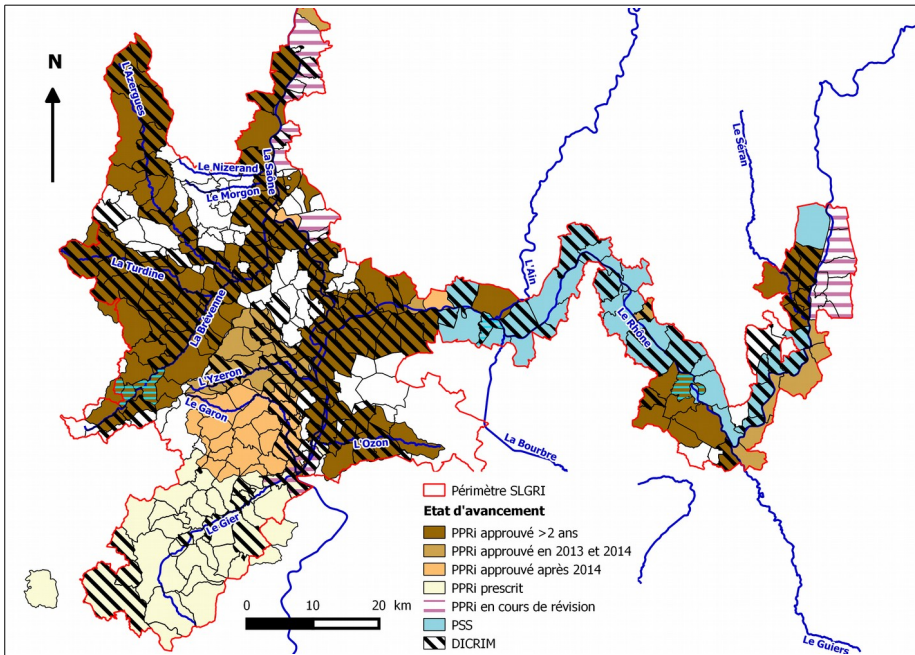 N
L'Azergues
Le Nizerand
Le Morgon
La Saône
Le Séran
L'Ain
La Turdine
La Brévenne
Le Rhône
L'Yzeron
Le Garon
L'Ozon
La Bourbre
Le Gier
Le Guiers
Périmètre SLGRI
Etat d'avancement
PPRi approuvé >2 ans
PPRi approuvé en 2013 et 2014
PPRi approuvé après 2014
PPRi prescrit
PPRi en cours de révision
PSS
DICRIM
0 10 20 km